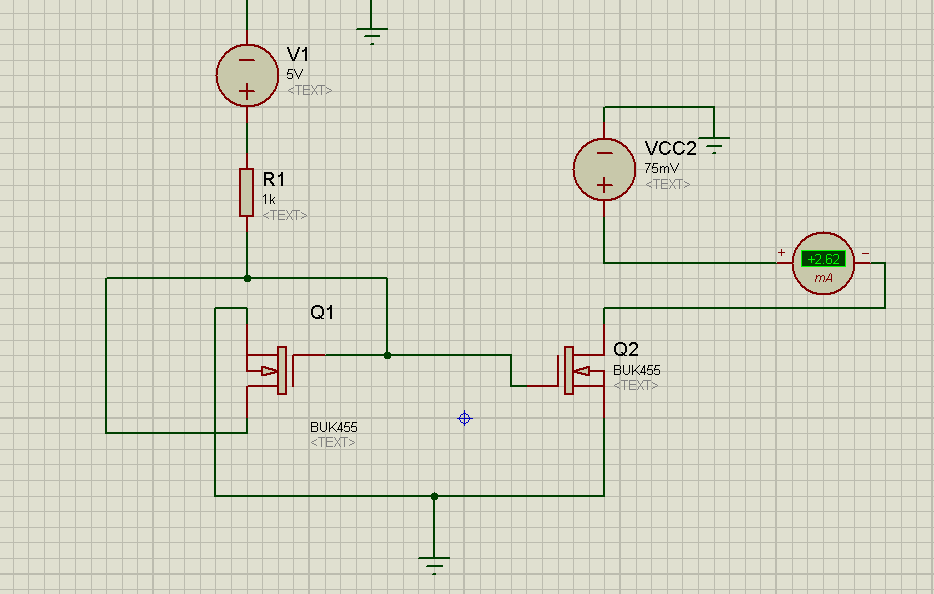 V1
5V
<TEXT>
R1
1k
<TEXT>
VCC2
75mV
<TEXT>
+ −
+2.62
mA
Q1
BUK455
<TEXT>
Q2
BUK455
<TEXT>